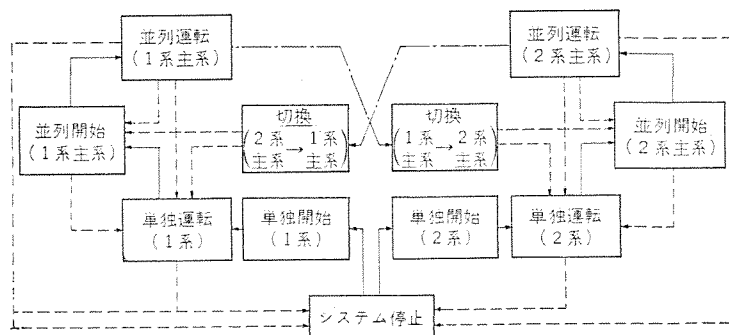 並列運転
(1系主系)
並列運転
(2系主系)
並列開始
(1系主系)
切換
(2系主系→1系主系)
切換
(1系主系→2系主系)
並列開始
(2系主系)
単独運転
(1系)
単独開始
(1系)
単独開始
(2系)
単独運転
(2系)
システム停止